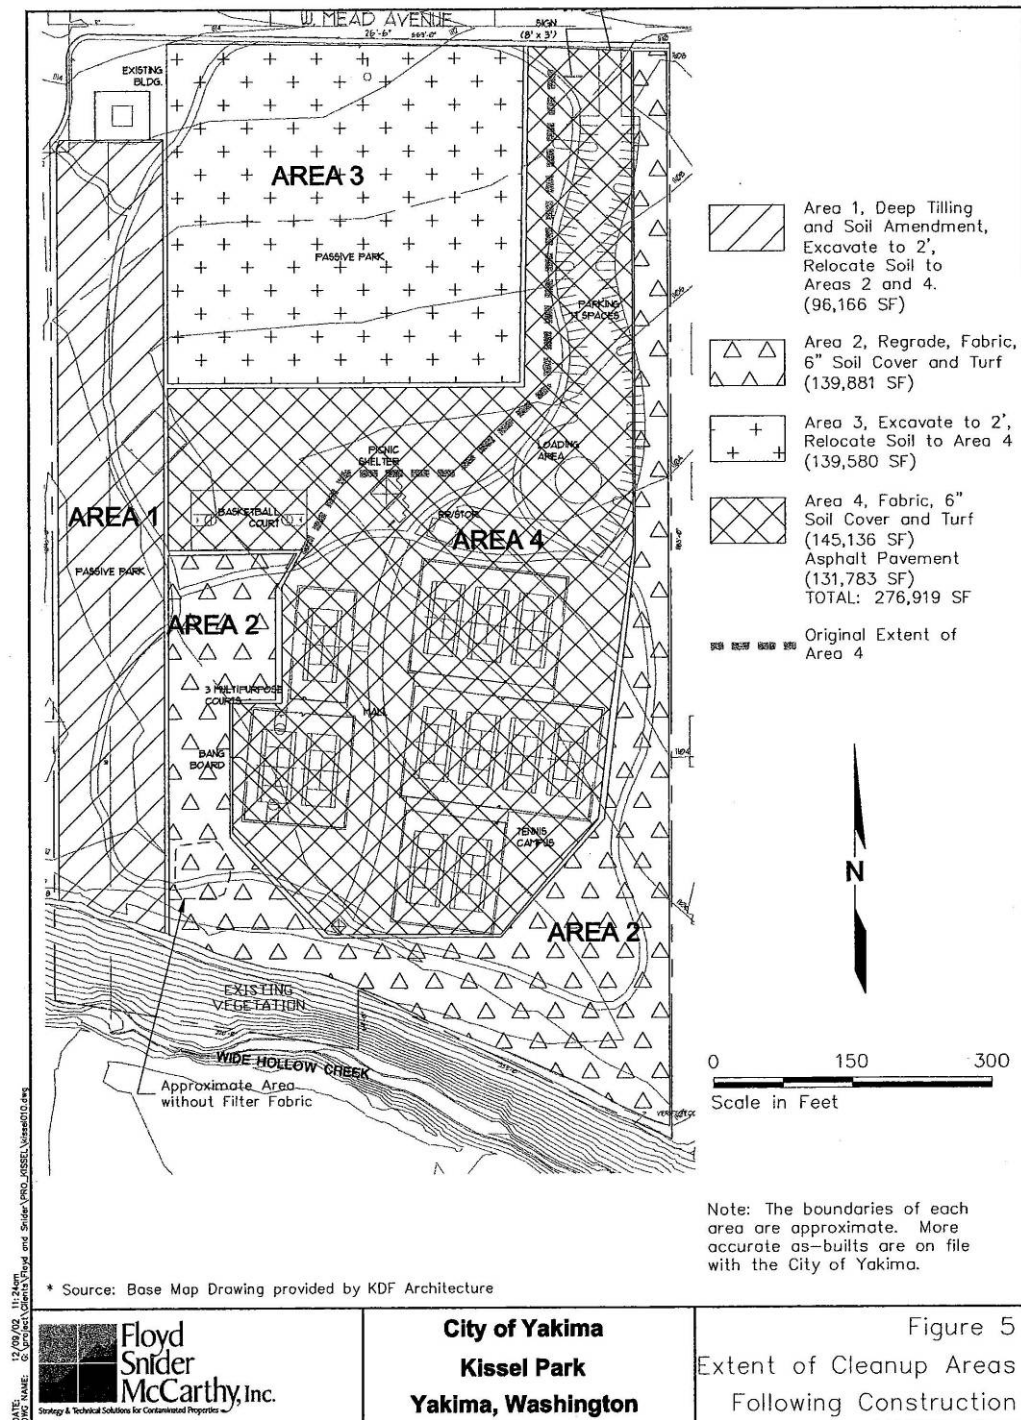 W. MEAD AVENUE
SIGN
(8' x 3')
EXISTING
BLDG.
AREA 3
PASSIVE PARK
PARKING
Area 1, Deep Tilling
and Soil Amendment,
Excavate to 2',
Relocate Soil to
Areas 2 and 4.
(96,166 SF)
Area 2, Regrade, Fabric,
6" Soil Cover and Turf
(139,881 SF)
Area 3, Excavate to 2',
Relocate Soil to Area 4
(139,580 SF)
Area 4, Fabric, 6"
Soil Cover and Turf
(145,136 SF)
Asphalt Pavement
(131,783 SF)
TOTAL: 276,919 SF
Original Extent of
Area 4
PICNIC
SHELTER
LOADING
AREA
AREA 1
PASSIVE PARK
BASKETBALL
COURT
AREA 4
AREA 2
3 MULTIPURPOSE
COURTS
BANG
BOARD
TENNIS
CAMPUS
AREA 2
N
EXISTING
VEGETATION
WIDE HOLLOW CREEK
Approximate Area
without Filter Fabric
0 150 300
Scale in Feet
Note: The boundaries of each
area are approximate. More
accurate as-builts are on file
with the City of Yakima.
* Source: Base Map Drawing provided by KDF Architecture
Floyd
Snider
McCarthy, Inc.
Strategy & Technical Solutions for Contaminated Properties
City of Yakima
Kissel Park
Yakima, Washington
Figure 5
Extent of Cleanup Areas
Following Construction
DATE: 12/09/02 11:24am